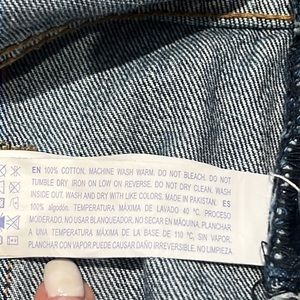 EN 100% COTTON. MACHINE WASH WARM. DO NOT BLEACH. DO NOT
TUMBLE DRY. IRON ON LOW ON REVERSE. DO NOT DRY CLEAN. WASH
INSIDE OUT. WASH AND DRY WITH LIKE COLORS. MADE IN PAKISTAN. ES
100% algodón. TEMPERATURA MÁXIMA DE LAVADO 40 °C, PROCESO
MODERADO. NO USAR BLANQUEADOR. NO SECAR EN MÁQUINA. PLANCHAR
A UNA TEMPERATURA MÁXIMA DE LA BASE DE 110 °C, SIN VAPOR.
PLANCHAR CON VAPOR PUEDE CAUSAR DAÑO IRREVERSIBLE. NO LIMPIEZA